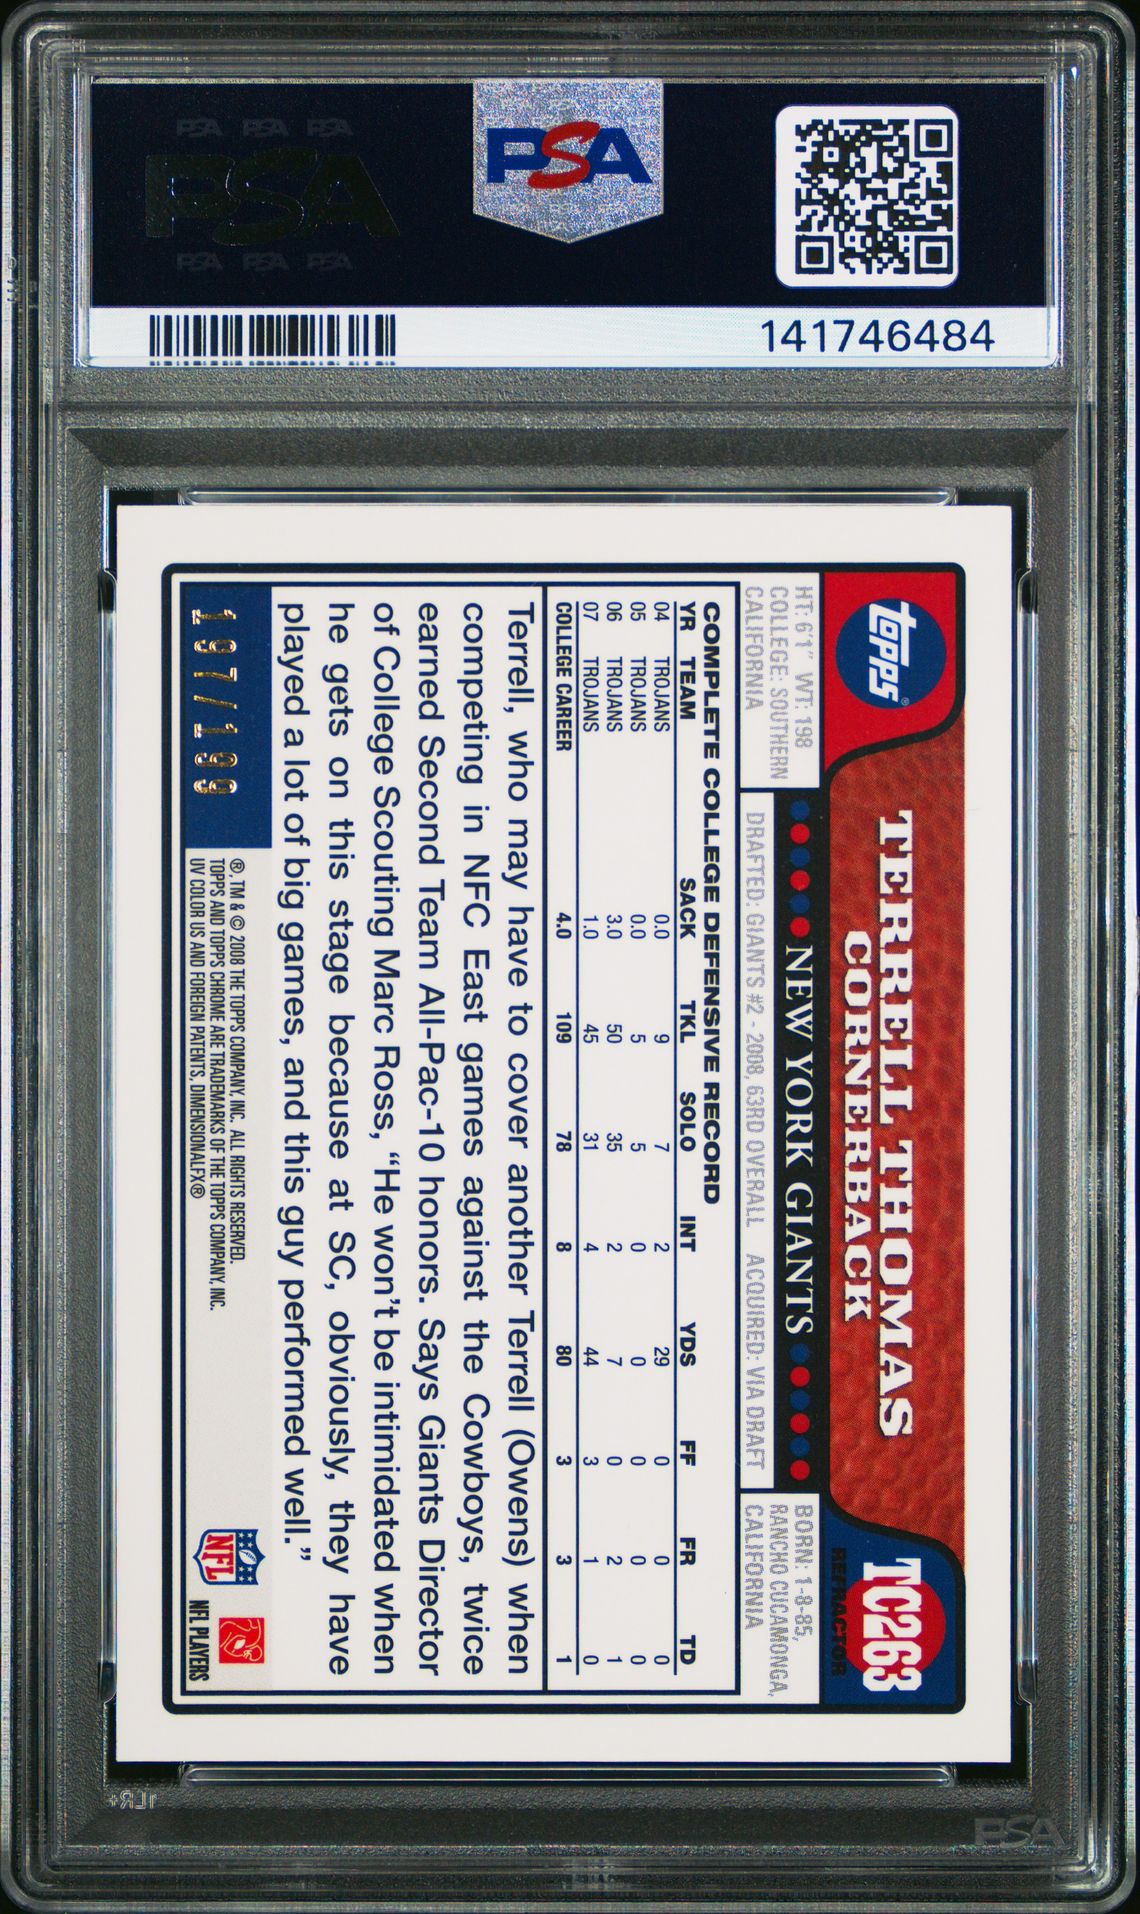 PSA PSA PSA
PSA
PSA PSA PSA
PSA
141746484
topps®
TERRELL THOMAS
CORNERBACK
TC263
REFRACTOR
NEW YORK GIANTS
HT: 6'1" WT: 198
COLLEGE: SOUTHERN
CALIFORNIA
DRAFTED: GIANTS #2 - 2008, 63RD OVERALL ACQUIRED: VIA DRAFT
BORN: 1-8-85,
RANCHO CUCAMONGA,
CALIFORNIA
COMPLETE COLLEGE DEFENSIVE RECORD
YR TEAM SACK TKL SOLO INT YDS FF FR TD
04 TROJANS 0.0 9 7 2 29 0 0 0
05 TROJANS 0.0 5 5 0 0 0 0 0
06 TROJANS 3.0 50 35 2 7 0 2 1
07 TROJANS 1.0 45 31 4 44 3 1 0
COLLEGE CAREER 4.0 109 78 8 80 3 3 1
Terrell, who may have to cover another Terrell (Owens) when
competing in NFC East games against the Cowboys, twice
earned Second Team All-Pac-10 honors. Says Giants Director
of College Scouting Marc Ross, “He won't be intimidated when
he gets on this stage because at SC, obviously, they have
played a lot of big games, and this guy performed well.”
197/199
®, TM & © 2008 THE TOPPS COMPANY, INC. ALL RIGHTS RESERVED.
TOPPS AND TOPPS CHROME ARE TRADEMARKS OF THE TOPPS COMPANY, INC.
UV COLOR US AND FOREIGN PATENTS. DIMENSIONALFX®
NFL
NFL PLAYERS
PSA